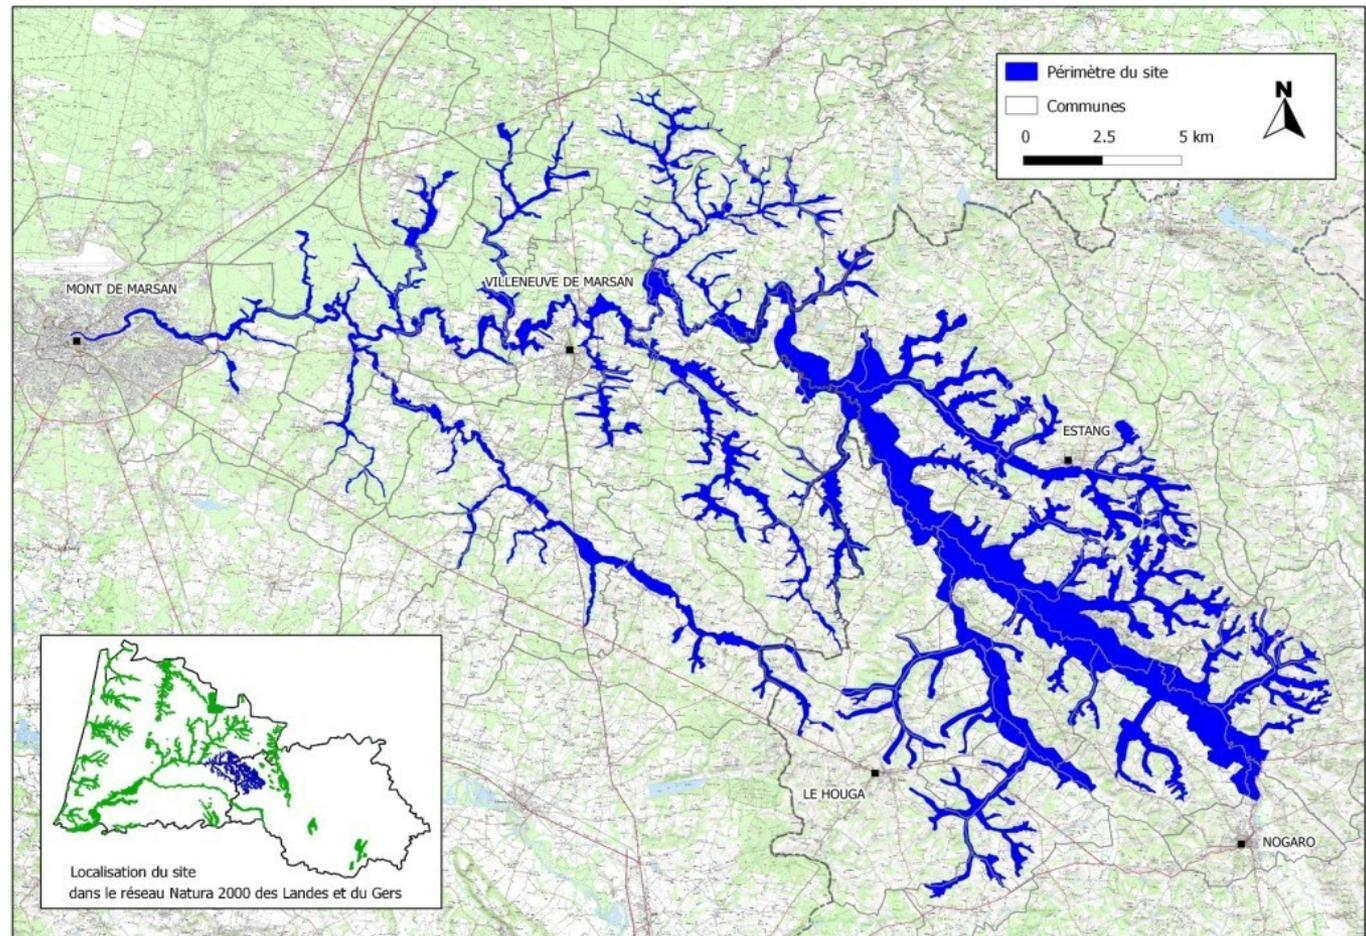 Périmètre du site
N
Communes
0 2.5 5 km
MONT DE MARSAN
VILLENEUVE DE MARSAN
ESTANG
LE HOUGA
NOGARO
Localisation du site
dans le réseau Natura 2000 des Landes et du Gers